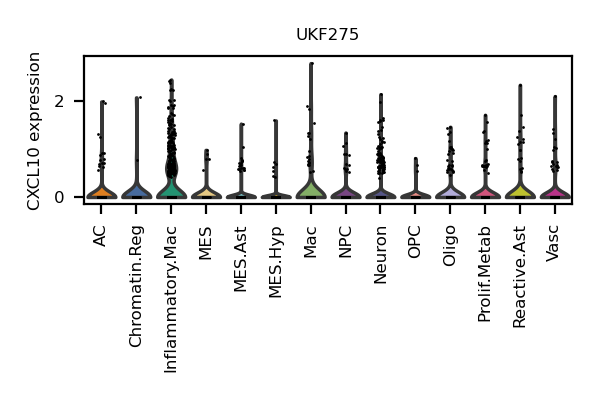 UKF275
CXCL10 expression
2
0
AC
Chromatin.Reg
Inflammatory.Mac
MES
MES.Ast
MES.Hyp
Mac
NPC
Neuron
OPC
Oligo
Prolif.Metab
Reactive.Ast
Vasc